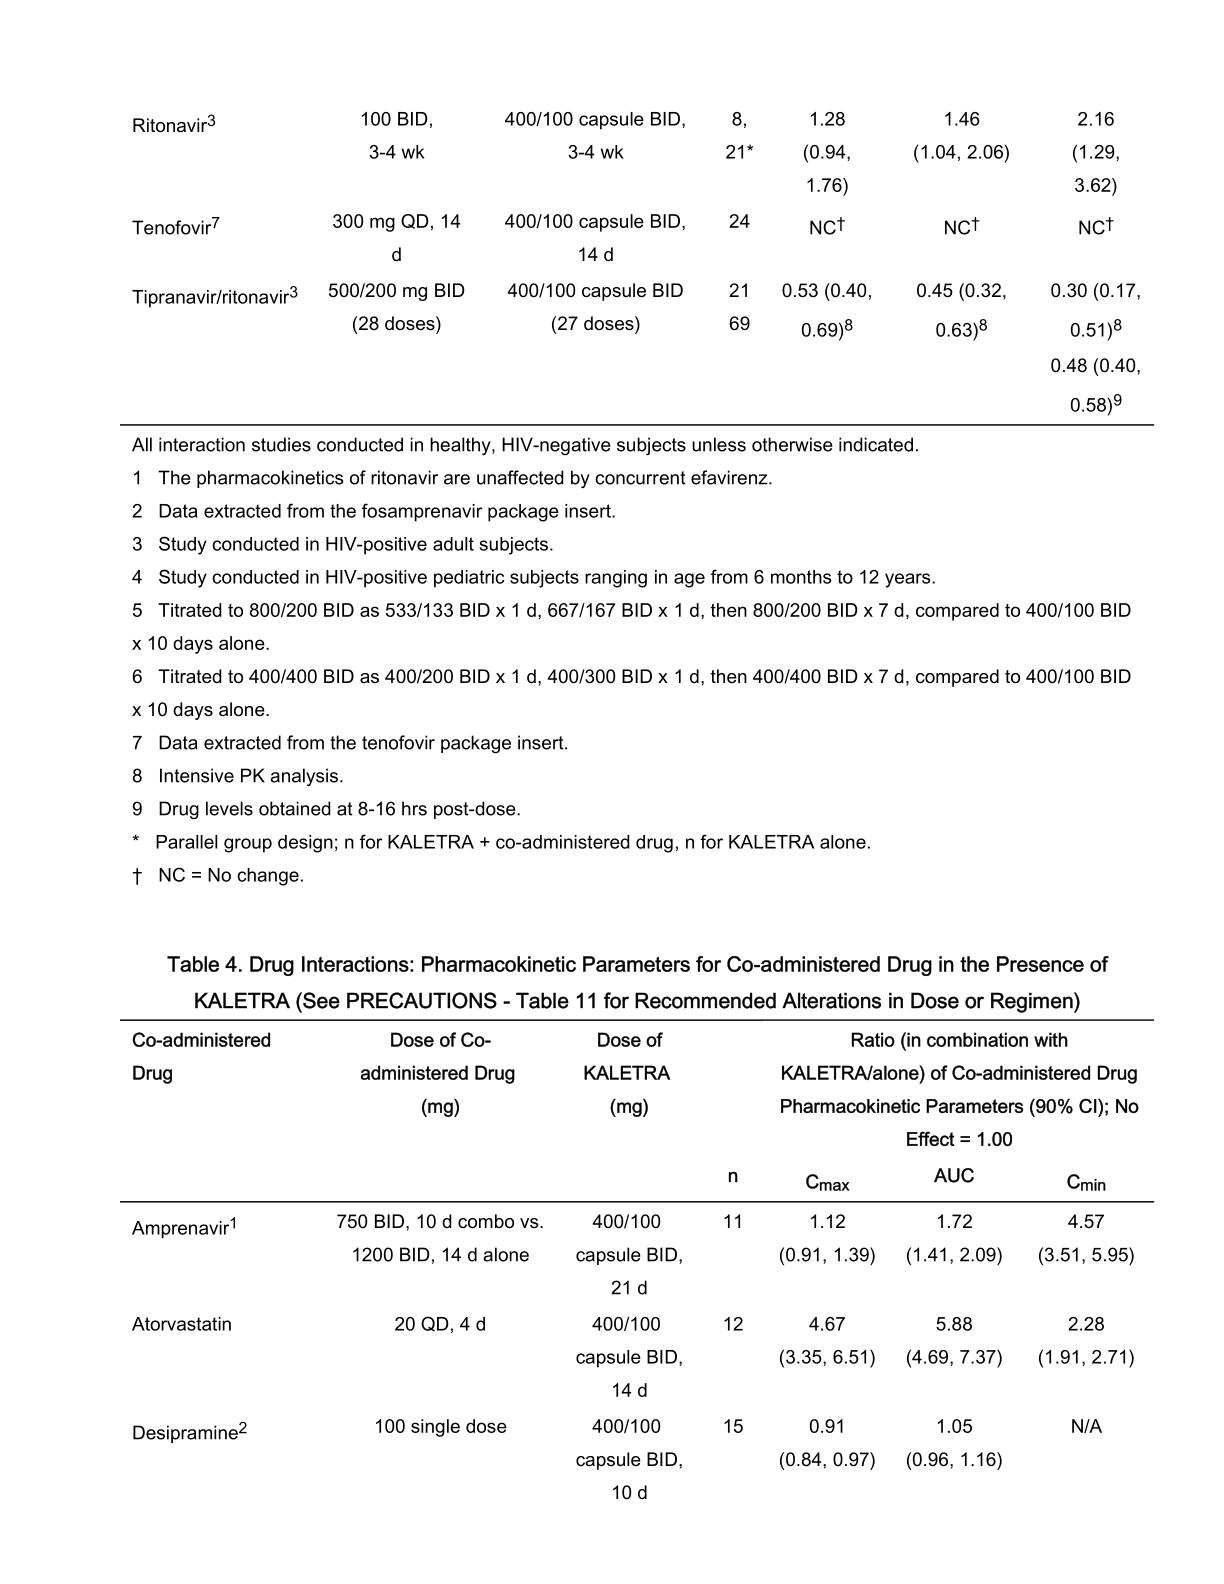 Ritonavir3 100 BID, 400/100 capsule BID, 8, 1.28 1.46 2.16
3-4 wk 3-4 wk 21* (0.94, (1.04, 2.06) (1.29,
1.76) 3.62)
Tenofovir7 300 mg QD, 14 400/100 capsule BID, 24 NC† NC† NC†
d 14 d
Tipranavir/ritonavir3 500/200 mg BID 400/100 capsule BID 21 0.53 (0.40, 0.45 (0.32, 0.30 (0.17,
(28 doses) (27 doses) 69 0.69)8 0.63)8 0.51)8
0.48 (0.40,
0.58)9
All interaction studies conducted in healthy, HIV-negative subjects unless otherwise indicated.
1 The pharmacokinetics of ritonavir are unaffected by concurrent efavirenz.
2 Data extracted from the fosamprenavir package insert.
3 Study conducted in HIV-positive adult subjects.
4 Study conducted in HIV-positive pediatric subjects ranging in age from 6 months to 12 years.
5 Titrated to 800/200 BID as 533/133 BID x 1 d, 667/167 BID x 1 d, then 800/200 BID x 7 d, compared to 400/100 BID
x 10 days alone.
6 Titrated to 400/400 BID as 400/200 BID x 1 d, 400/300 BID x 1 d, then 400/400 BID x 7 d, compared to 400/100 BID
x 10 days alone.
7 Data extracted from the tenofovir package insert.
8 Intensive PK analysis.
9 Drug levels obtained at 8-16 hrs post-dose.
* Parallel group design; n for KALETRA + co-administered drug, n for KALETRA alone.
† NC = No change.
Table 4. Drug Interactions: Pharmacokinetic Parameters for Co-administered Drug in the Presence of
KALETRA (See PRECAUTIONS - Table 11 for Recommended Alterations in Dose or Regimen)
Co-administered Dose of Co- Dose of Ratio (in combination with
Drug administered Drug KALETRA KALETRA/alone) of Co-administered Drug
(mg) (mg) Pharmacokinetic Parameters (90% CI); No
Effect = 1.00
n Cmax AUC Cmin
Amprenavir1 750 BID, 10 d combo vs. 400/100 11 1.12 1.72 4.57
1200 BID, 14 d alone capsule BID, (0.91, 1.39) (1.41, 2.09) (3.51, 5.95)
21 d
Atorvastatin 20 QD, 4 d 400/100 12 4.67 5.88 2.28
capsule BID, (3.35, 6.51) (4.69, 7.37) (1.91, 2.71)
14 d
Desipramine2 100 single dose 400/100 15 0.91 1.05 N/A
capsule BID, (0.84, 0.97) (0.96, 1.16)
10 d